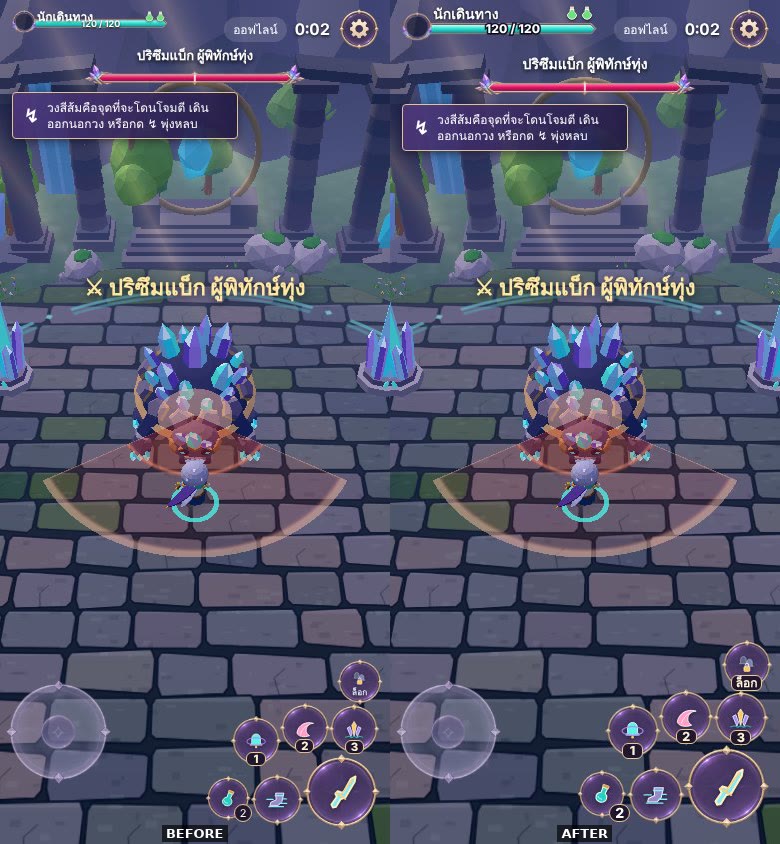 นักเดินทาง
120 / 120
ออฟไลน์
0:02
ปริซึมแบ็ก ผู้พิทักษ์ทุ่ง
วงสีส้มคือจุดที่จะโดนโจมตี เดิน
ออกนอกวง หรือกด ↯ พุ่งหลบ
⚔ ปริซึมแบ็ก ผู้พิทักษ์ทุ่ง
ล็อก
1
2
3
2
BEFORE
นักเดินทาง
120 / 120
ออฟไลน์
0:02
ปริซึมแบ็ก ผู้พิทักษ์ทุ่ง
วงสีส้มคือจุดที่จะโดนโจมตี เดิน
ออกนอกวง หรือกด ↯ พุ่งหลบ
⚔ ปริซึมแบ็ก ผู้พิทักษ์ทุ่ง
ล็อก
1
2
3
2
AFTER